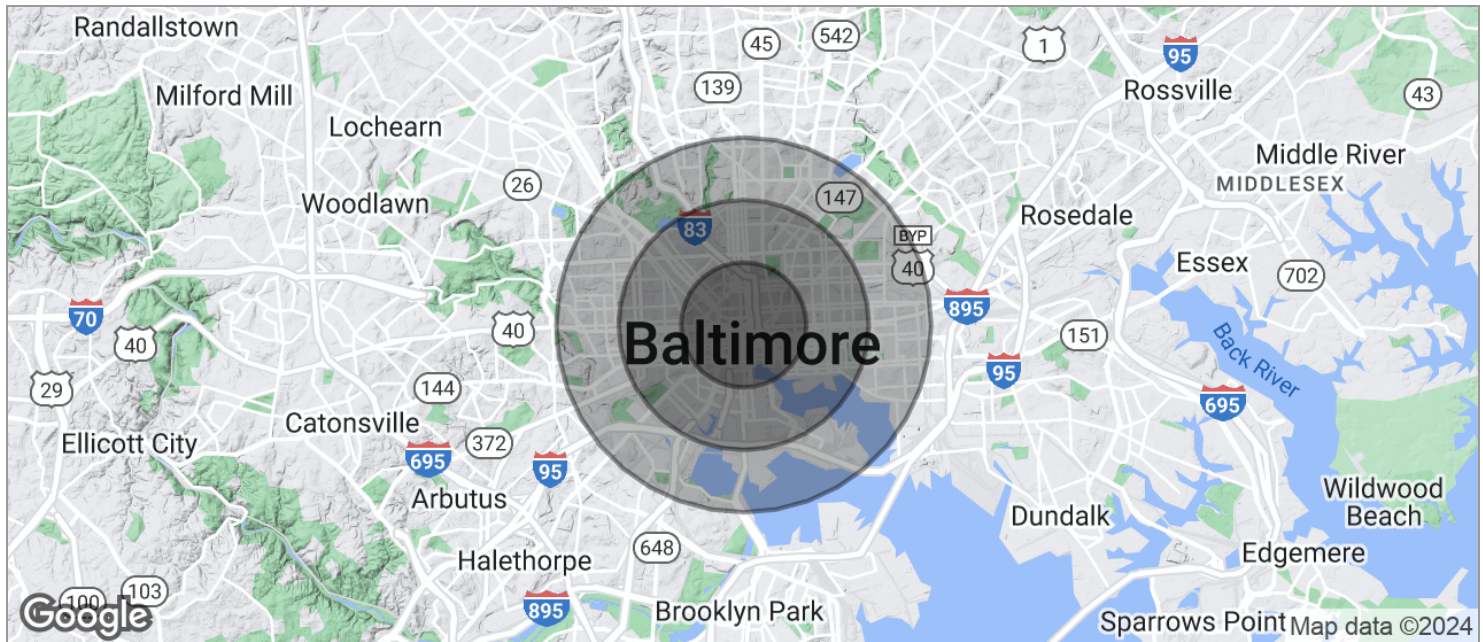 Randallstown
45
542
1
95
Rossville
139
43
Milford Mill
Lochearn
Middle River
MIDDLESEX
26
Woodlawn
147
Rosedale
83
BYP
40
Essex
702
70
895
40
40
151
Back River
29
Baltimore
95
144
695
Catonsville
Ellicott City
372
695
95
Arbutus
Wildwood
Beach
Dundalk
648
Halethorpe
Edgemere
100
103
895
Google
Brooklyn Park
Sparrows Point
Map data ©2024